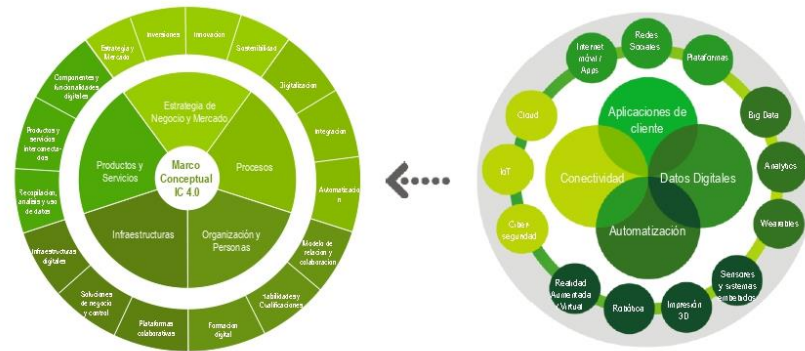 Inversiones
Innovación
Estrategia y
Mercado
Sostenibilidad
Componentes y
funcionalidades
digitales
Digitalización
Productos y
servicios
interconecta-
dos
Integración
Recopilación,
análisis y uso
de datos
Automatizació
n
Infraestructuras
digitales
Modelo de
relación y
colaboración
Soluciones
de negocio
y control
Habilidades y
Cualificaciones
Plataformas
colaborativas
Formación
digital
Estrategia de
Negocio y Mercado
Productos y
Servicios
Procesos
Infraestructuras
Organización y
Personas
Marco
Conceptual
IC 4.0
Redes
Sociales
Internet
móvil /
Apps
Plataformas
Cloud
Big Data
IoT
Analytics
Ciber-
seguridad
Wearables
Realidad
Aumentada
/ Virtual
Sensores
y sistemas
embebidos
Robótica
Impresión
3D
Aplicaciones de
cliente
Conectividad
Datos Digitales
Automatización